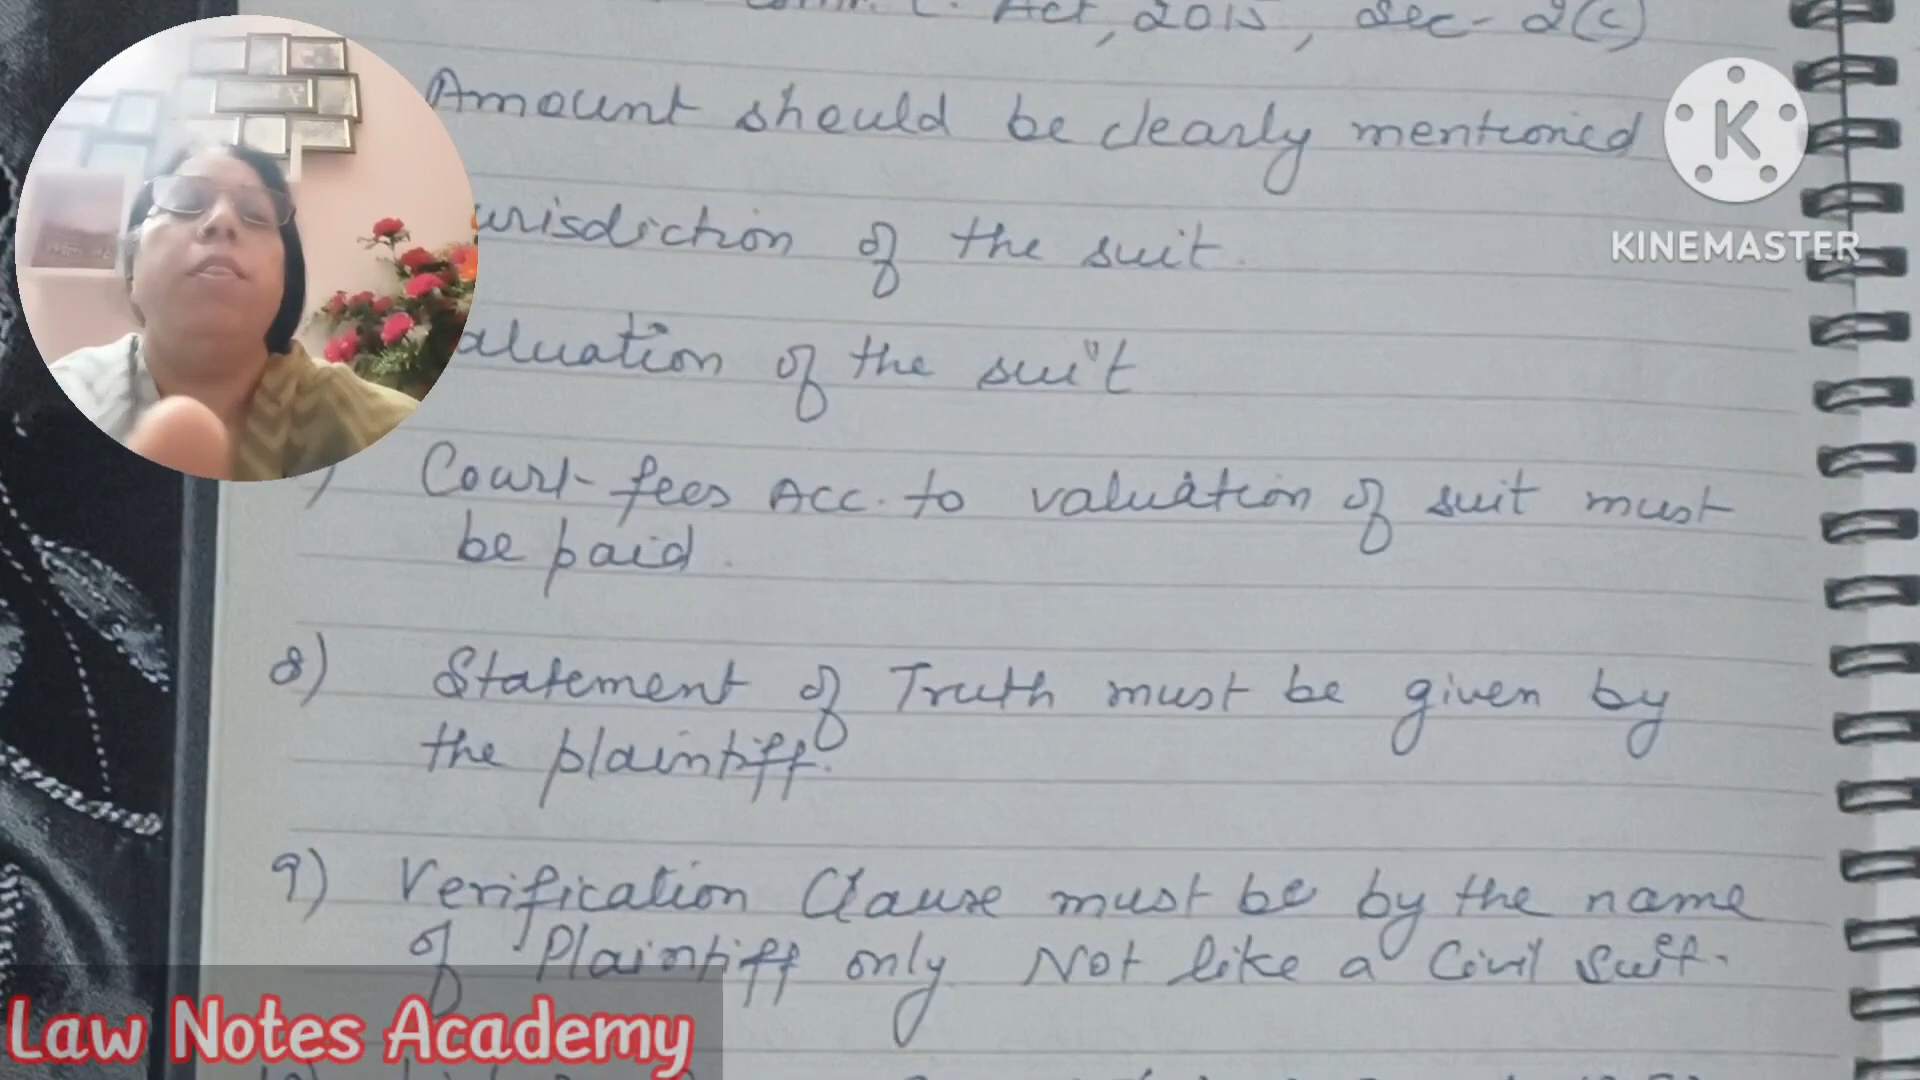 Act, 2015, Sec- 2(c)
Amount should be clearly mentioned
urisdiction of the suit.
aluation of the suit
) Court-fees Acc. to valuation of suit must
be paid.
8) Statement of Truth must be given by
the plaintiff.
9) Verification Clause must be by the name
of Plaintiff only Not like a Civil Suit.
K
KINEMASTER
Law Notes Academy